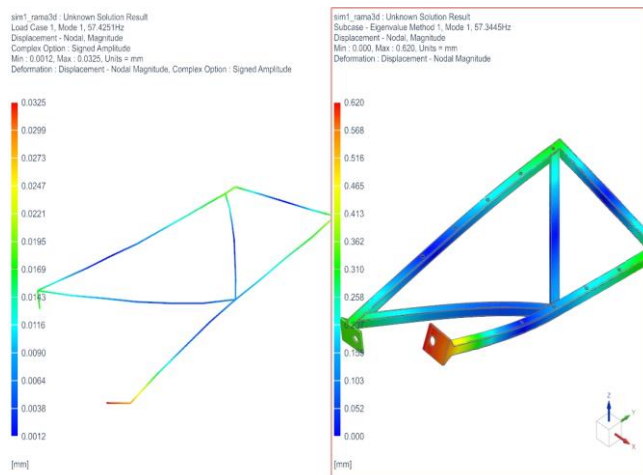 sim1_rama3d : Unknown Solution Result
Load Case 1, Mode 1, 57.4251Hz
Displacement - Nodal, Magnitude
Complex Option : Signed Amplitude
Min : 0.0012, Max : 0.0325, Units = mm
Deformation : Displacement - Nodal Magnitude, Complex Option : Signed Amplitude
0.0325
0.0299
0.0273
0.0247
0.0221
0.0195
0.0169
0.0143
0.0116
0.0090
0.0064
0.0038
0.0012
[mm]
sim1_rama3d : Unknown Solution Result
Subcase - Eigenvalue Method 1, Mode 1, 57.3445Hz
Displacement - Nodal, Magnitude
Min : 0.000, Max : 0.620, Units = mm
Deformation : Displacement - Nodal Magnitude
0.620
0.568
0.516
0.465
0.413
0.362
0.310
0.258
0.103
0.052
0.000
[mm]
Z
Y
X